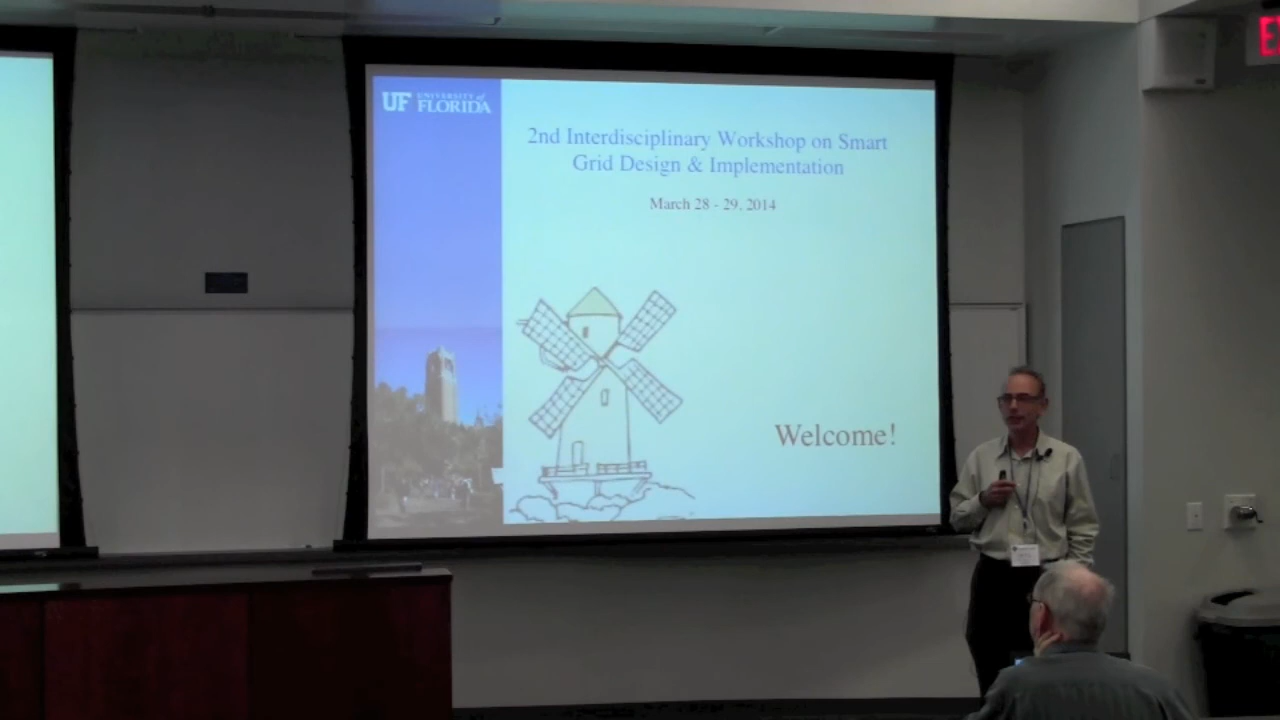 UF UNIVERSITY of
FLORIDA
2nd Interdisciplinary Workshop on Smart
Grid Design & Implementation
March 28 - 29, 2014
Welcome!
E